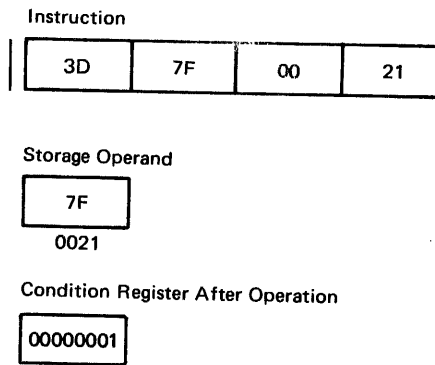 Instruction
3D 7F 00 21
Storage Operand
7F
0021
Condition Register After Operation
00000001